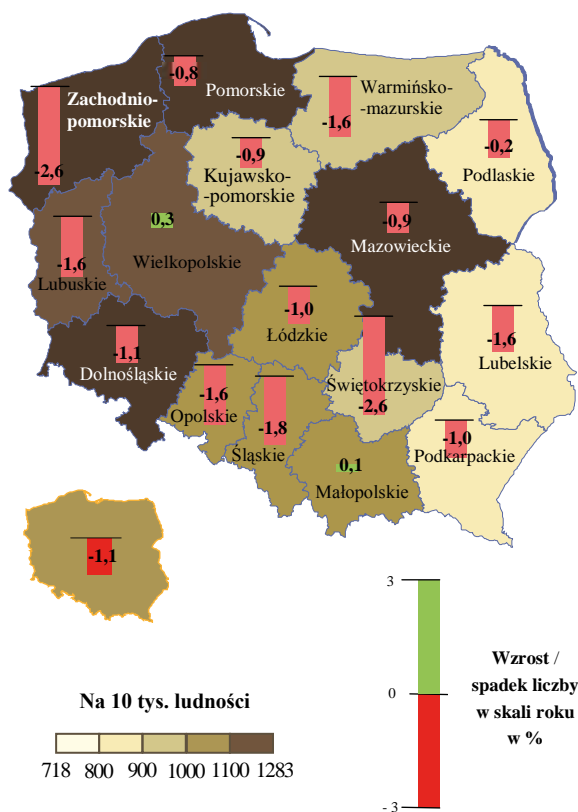 -0,8
Pomorskie
Zachodnio-
pomorskie
-2,6
Warmińsko-
-mazurskie
-1,6
-0,2
Podlaskie
-0,9
Kujawsko-
-pomorskie
0,3
Wielkopolskie
-0,9
Mazowieckie
-1,6
Lubuskie
-1,0
Łódzkie
-1,6
Lubelskie
-1,1
Dolnośląskie
-1,6
Opolskie
-1,8
Śląskie
Świętokrzyskie
-2,6
-1,0
Podkarpackie
0,1
Małopolskie
-1,1
3
0
- 3
Wzrost /
spadek liczby
w skali roku
w %
Na 10 tys. ludności
718 800 900 1000 1100 1283